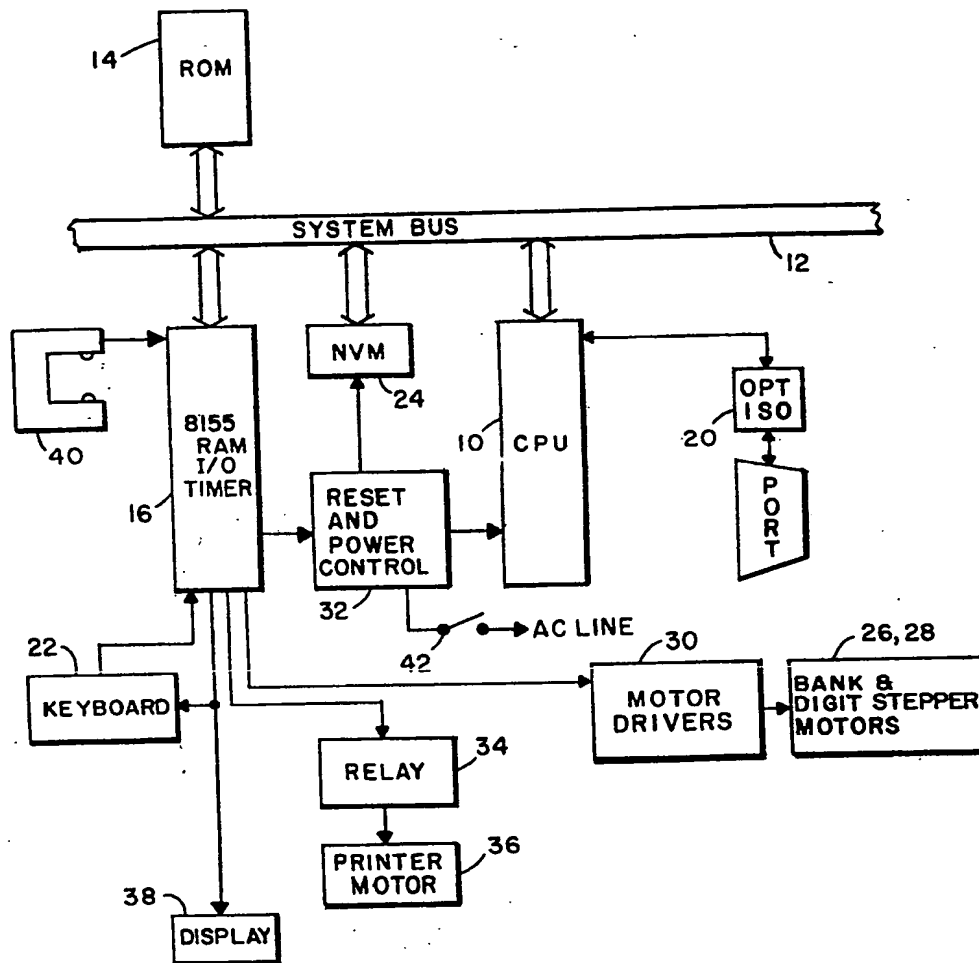 14
ROM
SYSTEM BUS
12
40
8155
RAM
I/O
TIMER
16
NVM
24
10
CPU
OPT
ISO
20
PORT
RESET
AND
POWER
CONTROL
32
42
AC LINE
22
KEYBOARD
30
MOTOR
DRIVERS
26, 28
BANK &
DIGIT STEPPER
MOTORS
RELAY
34
PRINTER
MOTOR
36
38
DISPLAY